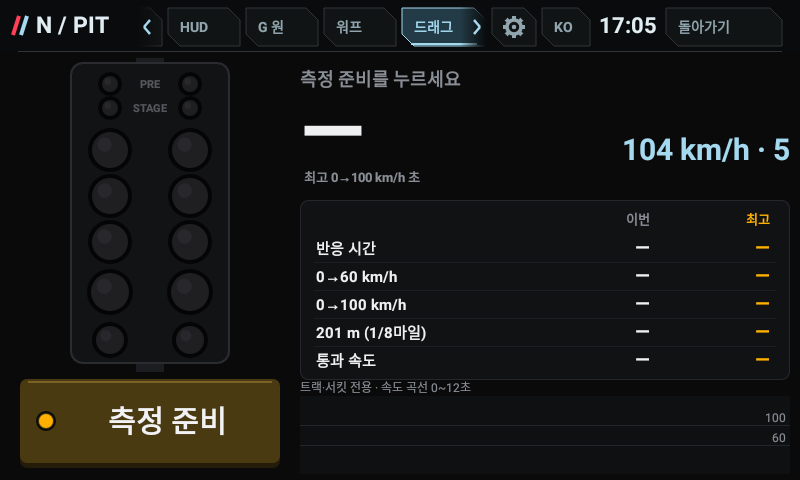 // N / PIT
HUD
G 원
워프
드래그
KO
17:05
돌아가기
PRE
STAGE
측정 준비를 누르세요
104 km/h · 5
최고 0→100 km/h 초
이번 최고
반응 시간 — —
0→60 km/h — —
0→100 km/h — —
201 m (1/8마일) — —
통과 속도 — —
트랙·서킷 전용 · 속도 곡선 0~12초
100
60
측정 준비